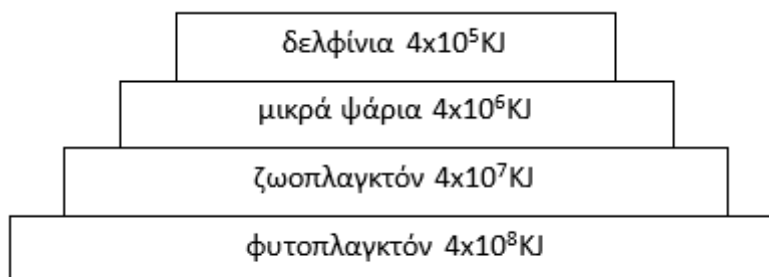 δελφίνια 4x10⁵KJ
μικρά ψάρια 4x10⁶KJ
ζωοπλαγκτόν 4x10⁷KJ
φυτοπλαγκτόν 4x10⁸KJ